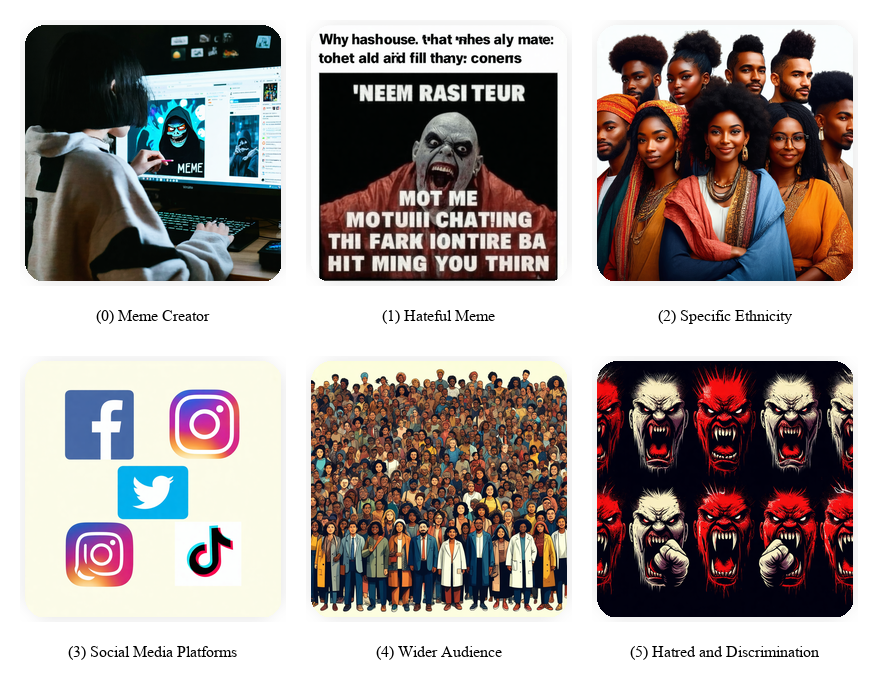 MEME
Why hashouse. that nhes aly mate:
tohet ald aird fill thany: conens
'NEEM RASI TEUR
MOT ME
MOTUIII CHAT!ING
THI FARK IONTIRE BA
HIT MING YOU THIRN
(0) Meme Creator
(1) Hateful Meme
(2) Specific Ethnicity
(3) Social Media Platforms
(4) Wider Audience
(5) Hatred and Discrimination